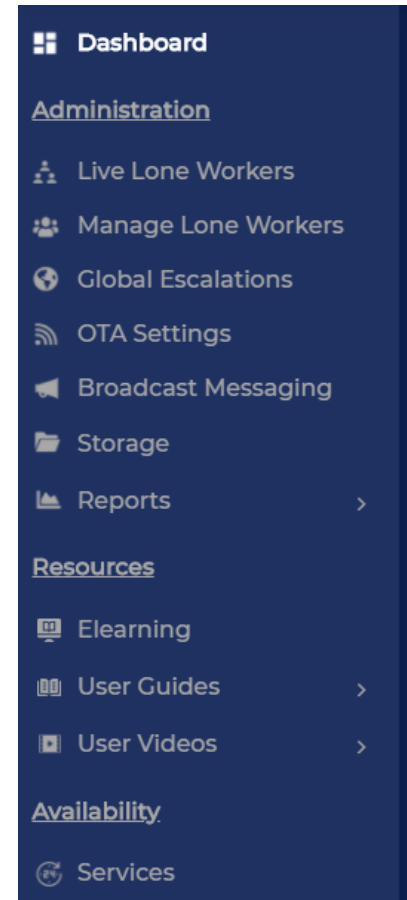 Dashboard
Administration
Live Lone Workers
Manage Lone Workers
Global Escalations
OTA Settings
Broadcast Messaging
Storage
Reports
Resources
Elearning
User Guides
User Videos
Availability
Services